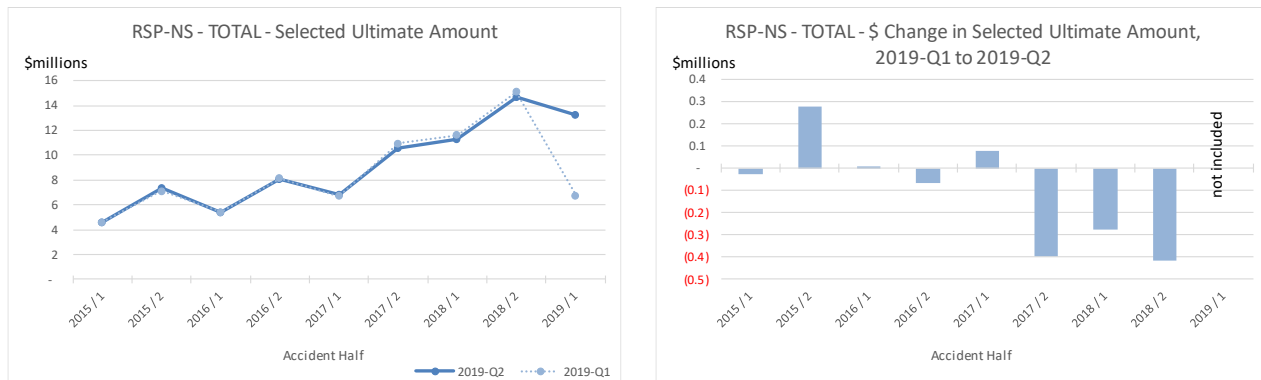 RSP-NS - TOTAL - Selected Ultimate Amount
$millions
16
14
12
10
8
6
4
2
-
2015 / 1
2015 / 2
2016 / 1
2016 / 2
2017 / 1
2017 / 2
2018 / 1
2018 / 2
2019 / 1
Accident Half
2019-Q2
2019-Q1
RSP-NS - TOTAL - $ Change in Selected Ultimate Amount,
2019-Q1 to 2019-Q2
$millions
0.4
0.3
0.2
0.1
-
(0.1)
(0.2)
(0.3)
(0.4)
(0.5)
not included
2015 / 1
2015 / 2
2016 / 1
2016 / 2
2017 / 1
2017 / 2
2018 / 1
2018 / 2
2019 / 1
Accident Half